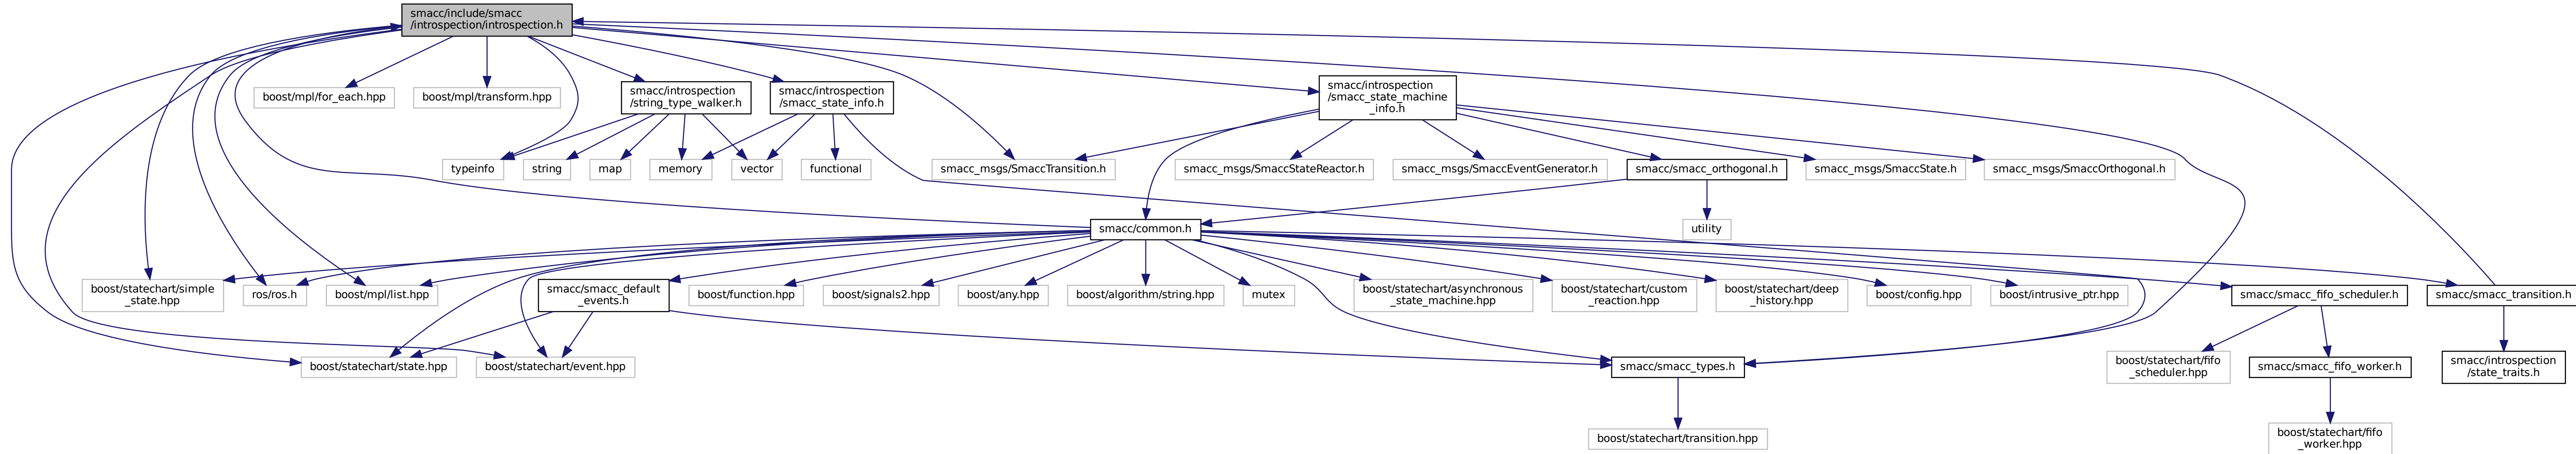 smacc/include/smacc
/introspection/introspection.h
boost/mpl/for_each.hpp
boost/mpl/transform.hpp
smacc/introspection
/string_type_walker.h
smacc/introspection
/smacc_state_info.h
smacc/introspection
/smacc_state_machine
_info.h
typeinfo
string
map
memory
vector
functional
smacc_msgs/SmaccTransition.h
smacc_msgs/SmaccStateReactor.h
smacc_msgs/SmaccEventGenerator.h
smacc/smacc_orthogonal.h
smacc_msgs/SmaccState.h
smacc_msgs/SmaccOrthogonal.h
smacc/common.h
utility
boost/statechart/simple
_state.hpp
ros/ros.h
boost/mpl/list.hpp
smacc/smacc_default
_events.h
boost/function.hpp
boost/signals2.hpp
boost/any.hpp
boost/algorithm/string.hpp
mutex
boost/statechart/asynchronous
_state_machine.hpp
boost/statechart/custom
_reaction.hpp
boost/statechart/deep
_history.hpp
boost/config.hpp
boost/intrusive_ptr.hpp
smacc/smacc_fifo_scheduler.h
smacc/smacc_transition.h
boost/statechart/state.hpp
boost/statechart/event.hpp
smacc/smacc_types.h
boost/statechart/fifo
_scheduler.hpp
smacc/smacc_fifo_worker.h
smacc/introspection
/state_traits.h
boost/statechart/transition.hpp
boost/statechart/fifo
_worker.hpp